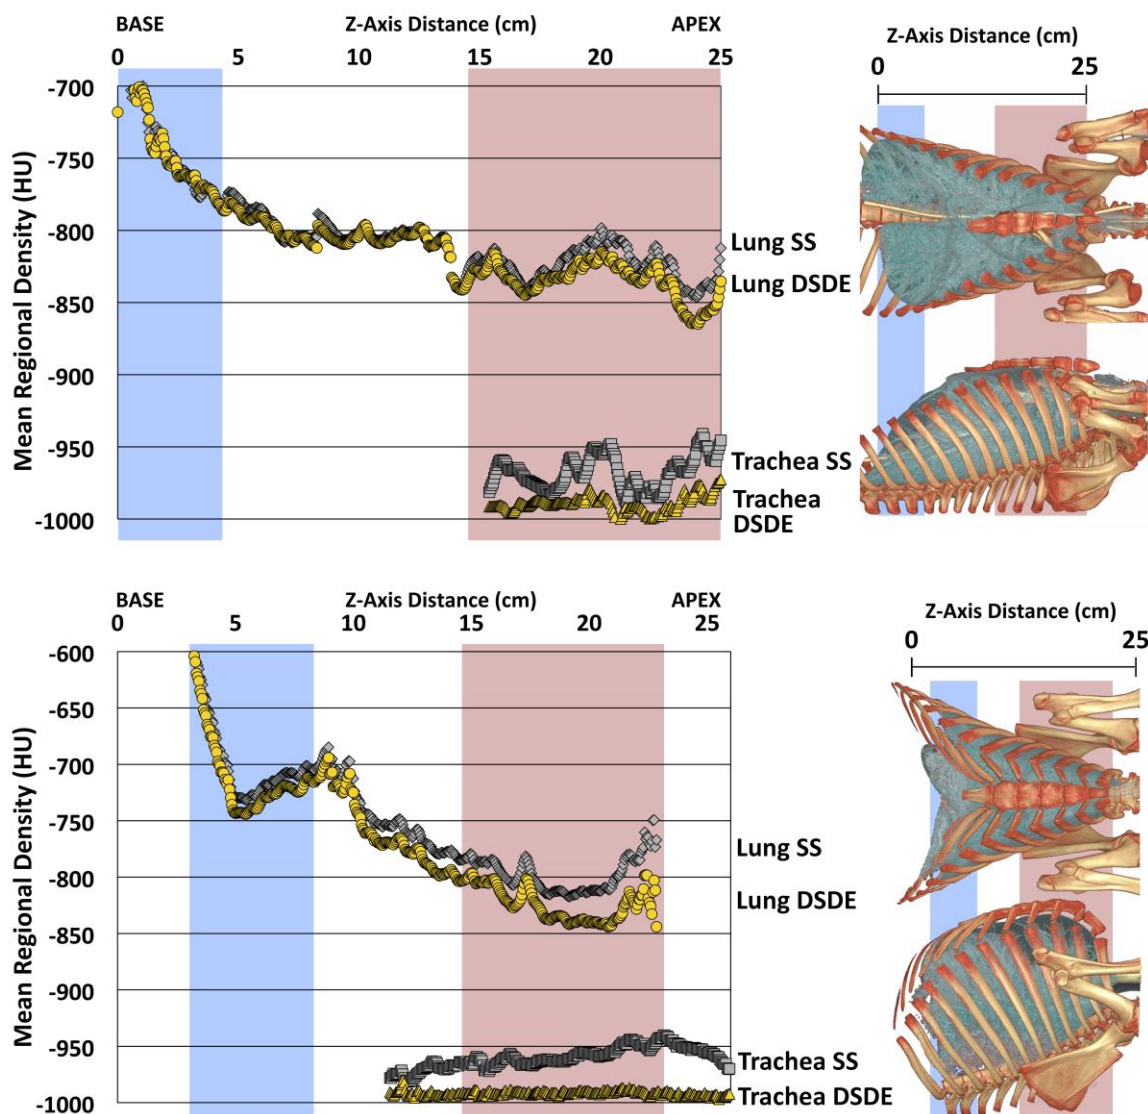 BASE Z-Axis Distance (cm) APEX
0 5 10 15 20 25
Z-Axis Distance (cm)
0 25
Mean Regional Density (HU)
-700
-750
-800
-850
-900
-950
-1000
Lung SS
Lung DSDE
Trachea SS
Trachea
DSDE
BASE Z-Axis Distance (cm) APEX
0 5 10 15 20 25
Z-Axis Distance (cm)
0 25
Mean Regional Density (HU)
-600
-650
-700
-750
-800
-850
-900
-950
-1000
Lung SS
Lung DSDE
Trachea SS
Trachea DSDE